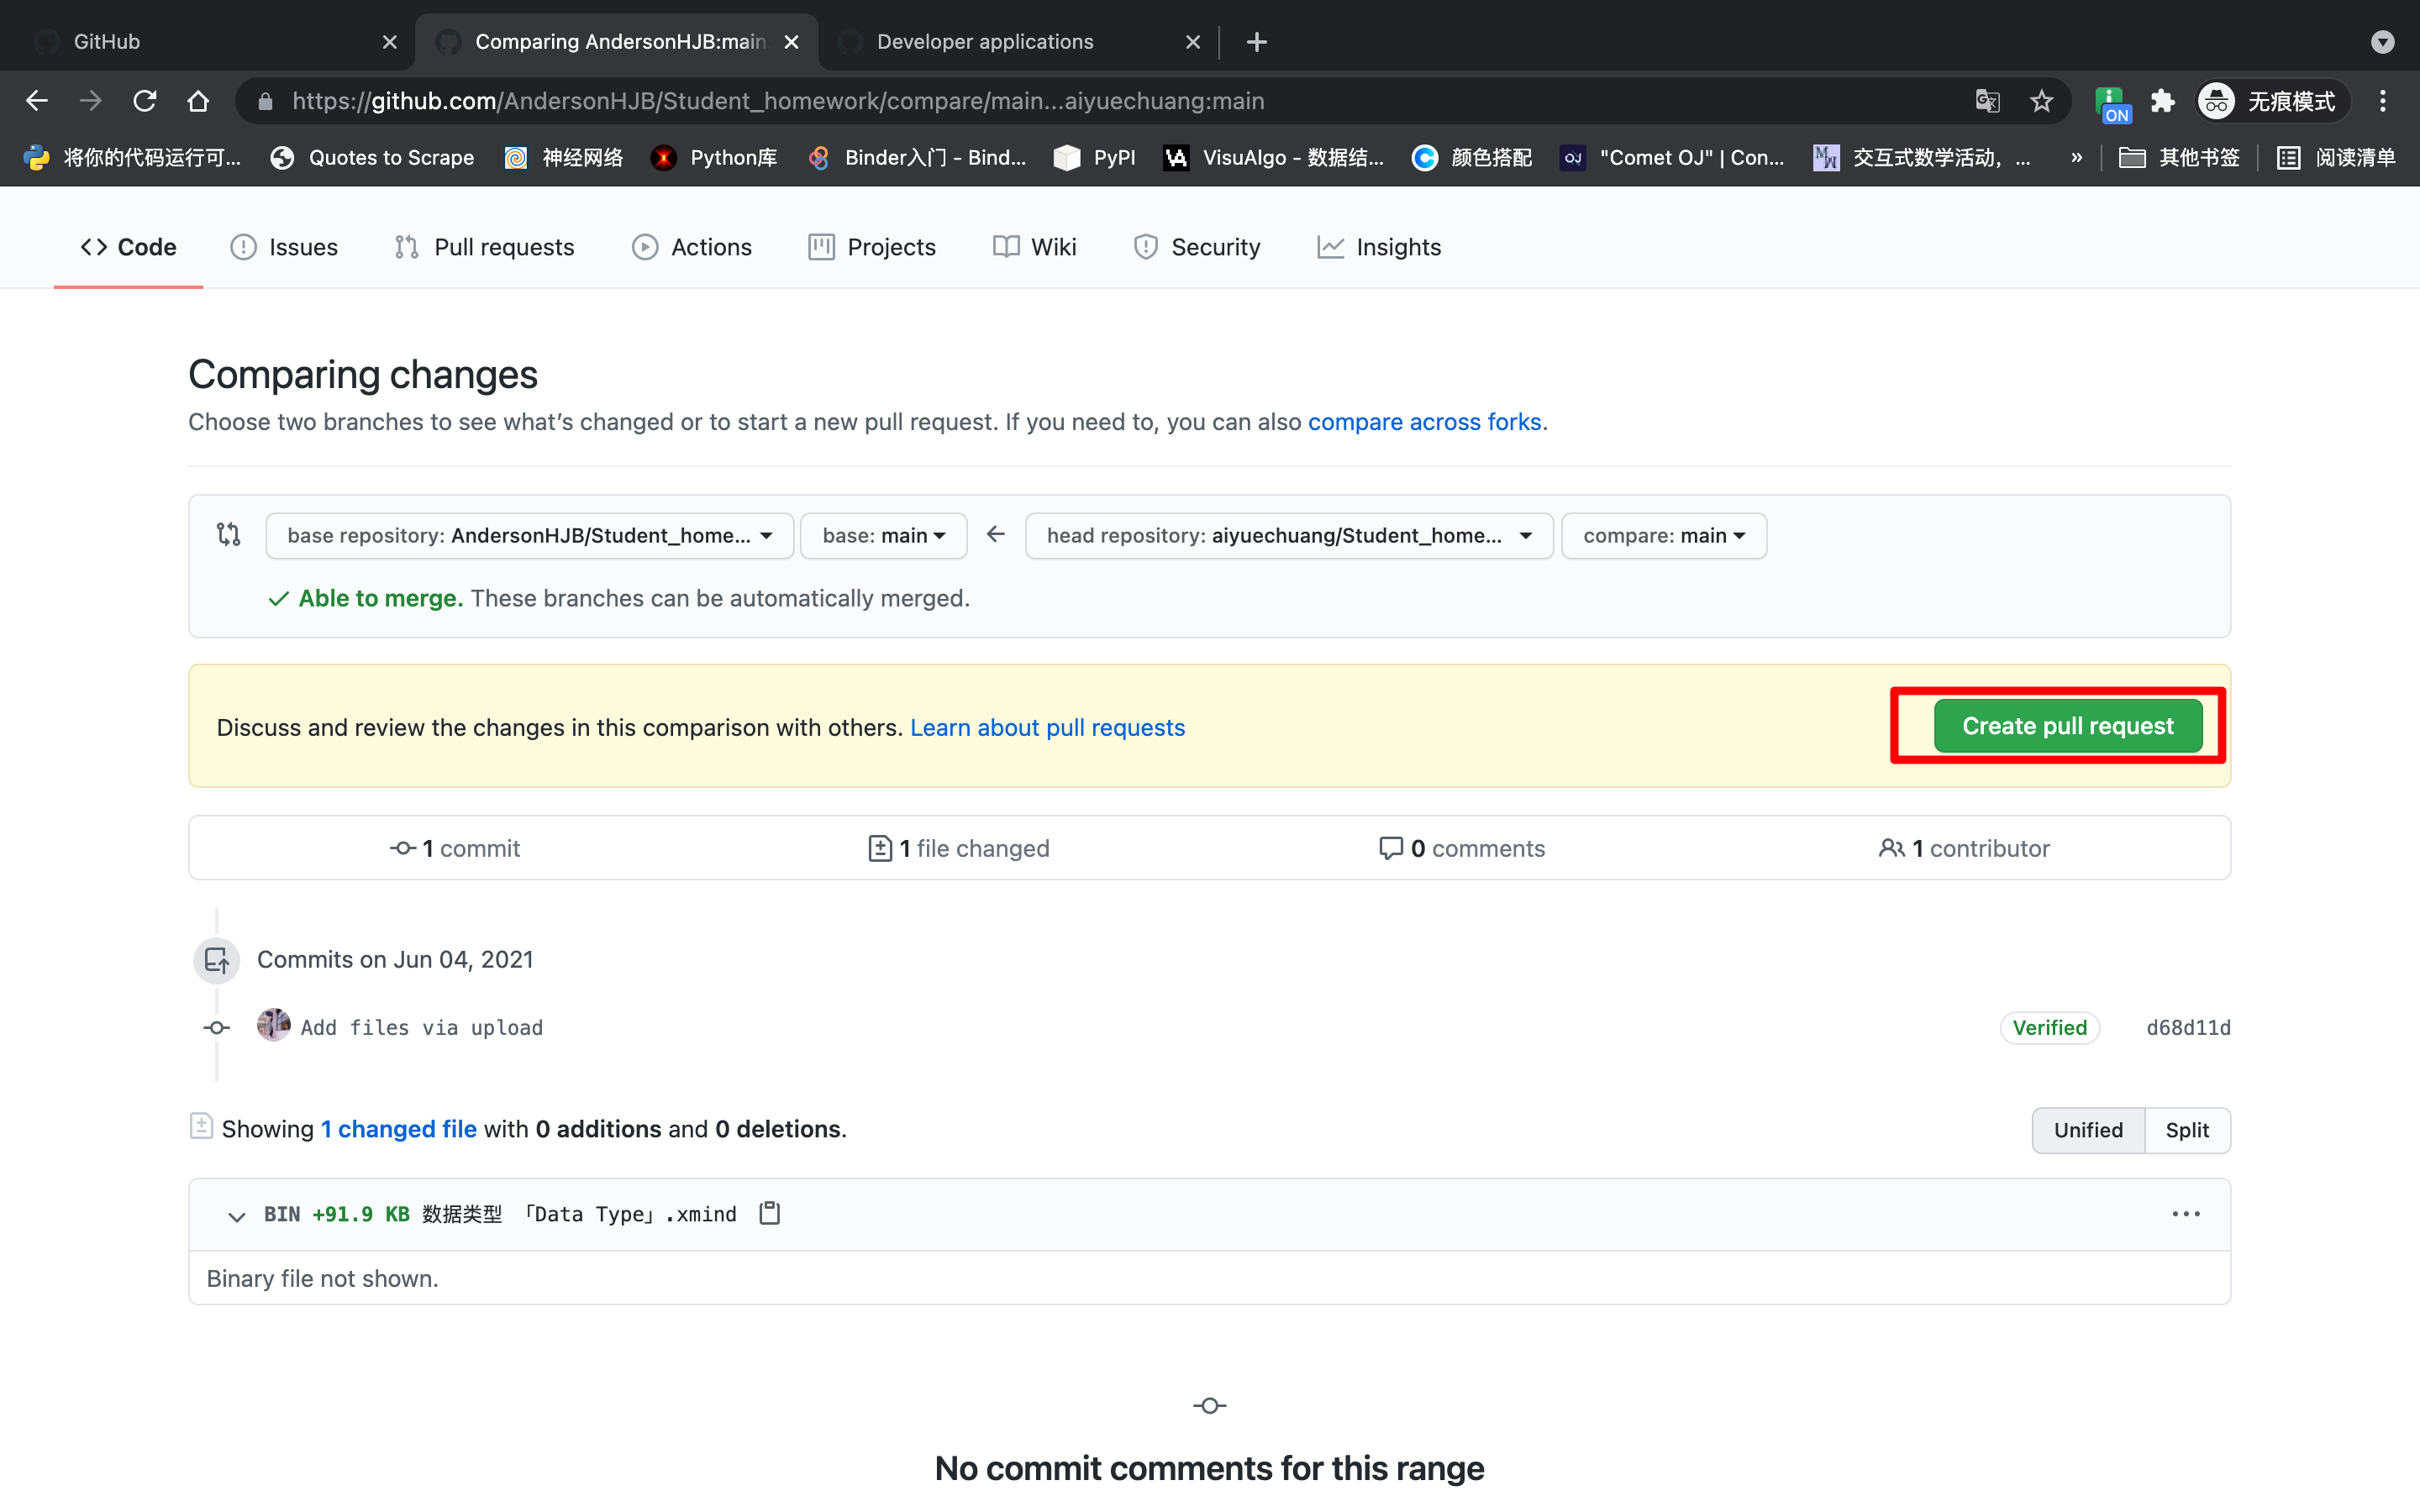 GitHub
Comparing AndersonHJB:main
Developer applications
https://github.com/AndersonHJB/Student_homework/compare/main...aiyuechuang:main
ON
无痕模式
将你的代码运行可...
Quotes to Scrape
神经网络
Python库
Binder入门 - Bind...
PyPI
VisuAlgo - 数据结...
颜色搭配
OJ
"Comet OJ" | Con...
交互式数学活动，...
»
其他书签
阅读清单
Code
Issues
Pull requests
Actions
Projects
Wiki
Security
Insights
Comparing changes
Choose two branches to see what’s changed or to start a new pull request. If you need to, you can also compare across forks.
base repository: AndersonHJB/Student_home...
base: main
head repository: aiyuechuang/Student_home...
compare: main
Able to merge. These branches can be automatically merged.
Discuss and review the changes in this comparison with others. Learn about pull requests
Create pull request
1 commit
1 file changed
0 comments
1 contributor
Commits on Jun 04, 2021
Add files via upload
Verified
d68d11d
Showing 1 changed file with 0 additions and 0 deletions.
Unified
Split
BIN +91.9 KB 数据类型 「Data Type」.xmind
Binary file not shown.
No commit comments for this range